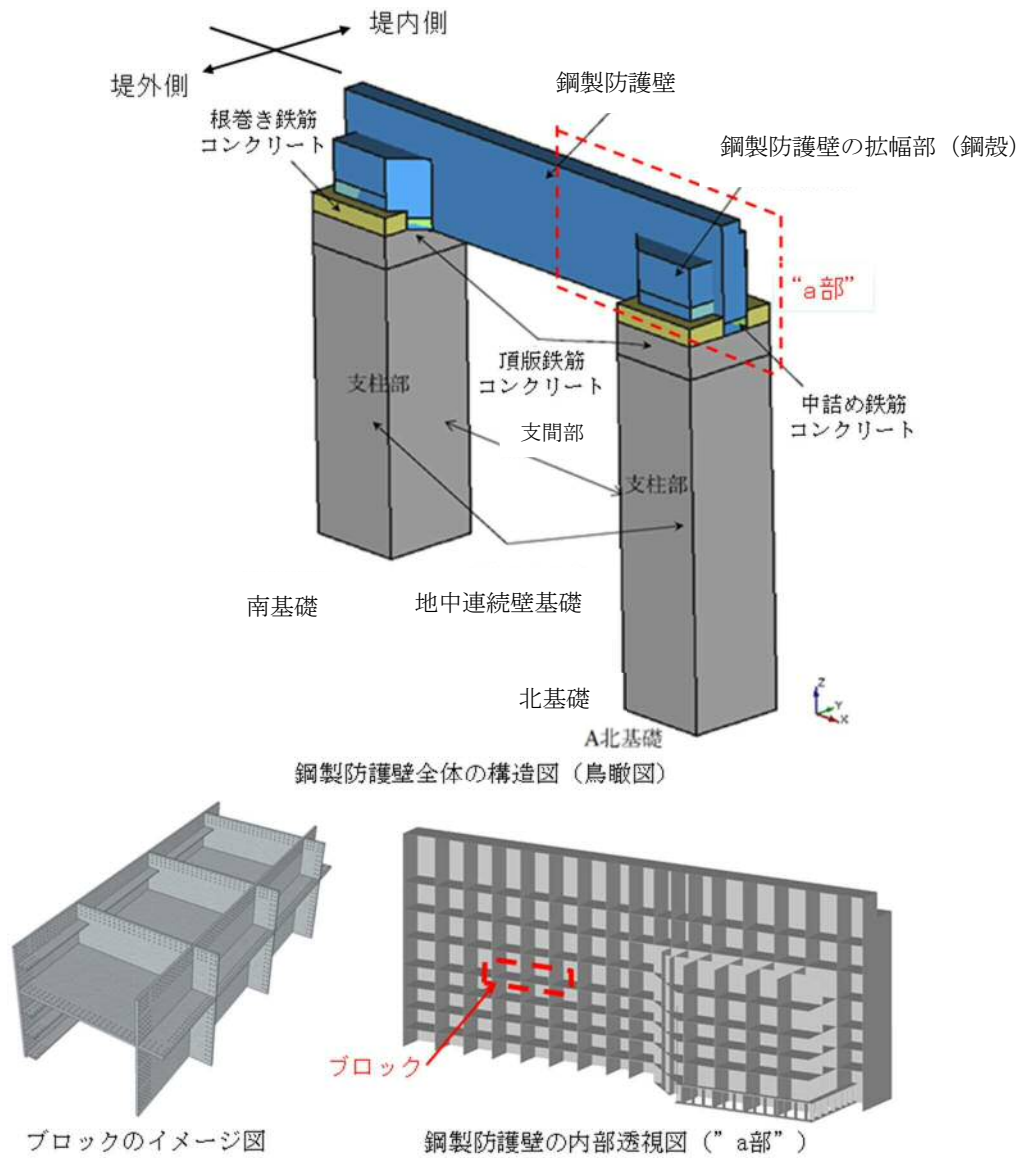 堤内側
堤外側
鋼製防護壁
根巻き鉄筋
コンクリート
鋼製防護壁の拡幅部（鋼殻）
“a部”
頂版鉄筋
コンクリート
中詰め鉄筋
コンクリート
支柱部
支間部
支柱部
南基礎
地中連続壁基礎
北基礎
A北基礎
Z
Y
X
鋼製防護壁全体の構造図（鳥瞰図）
ブロック
ブロックのイメージ図
鋼製防護壁の内部透視図（”a部”）